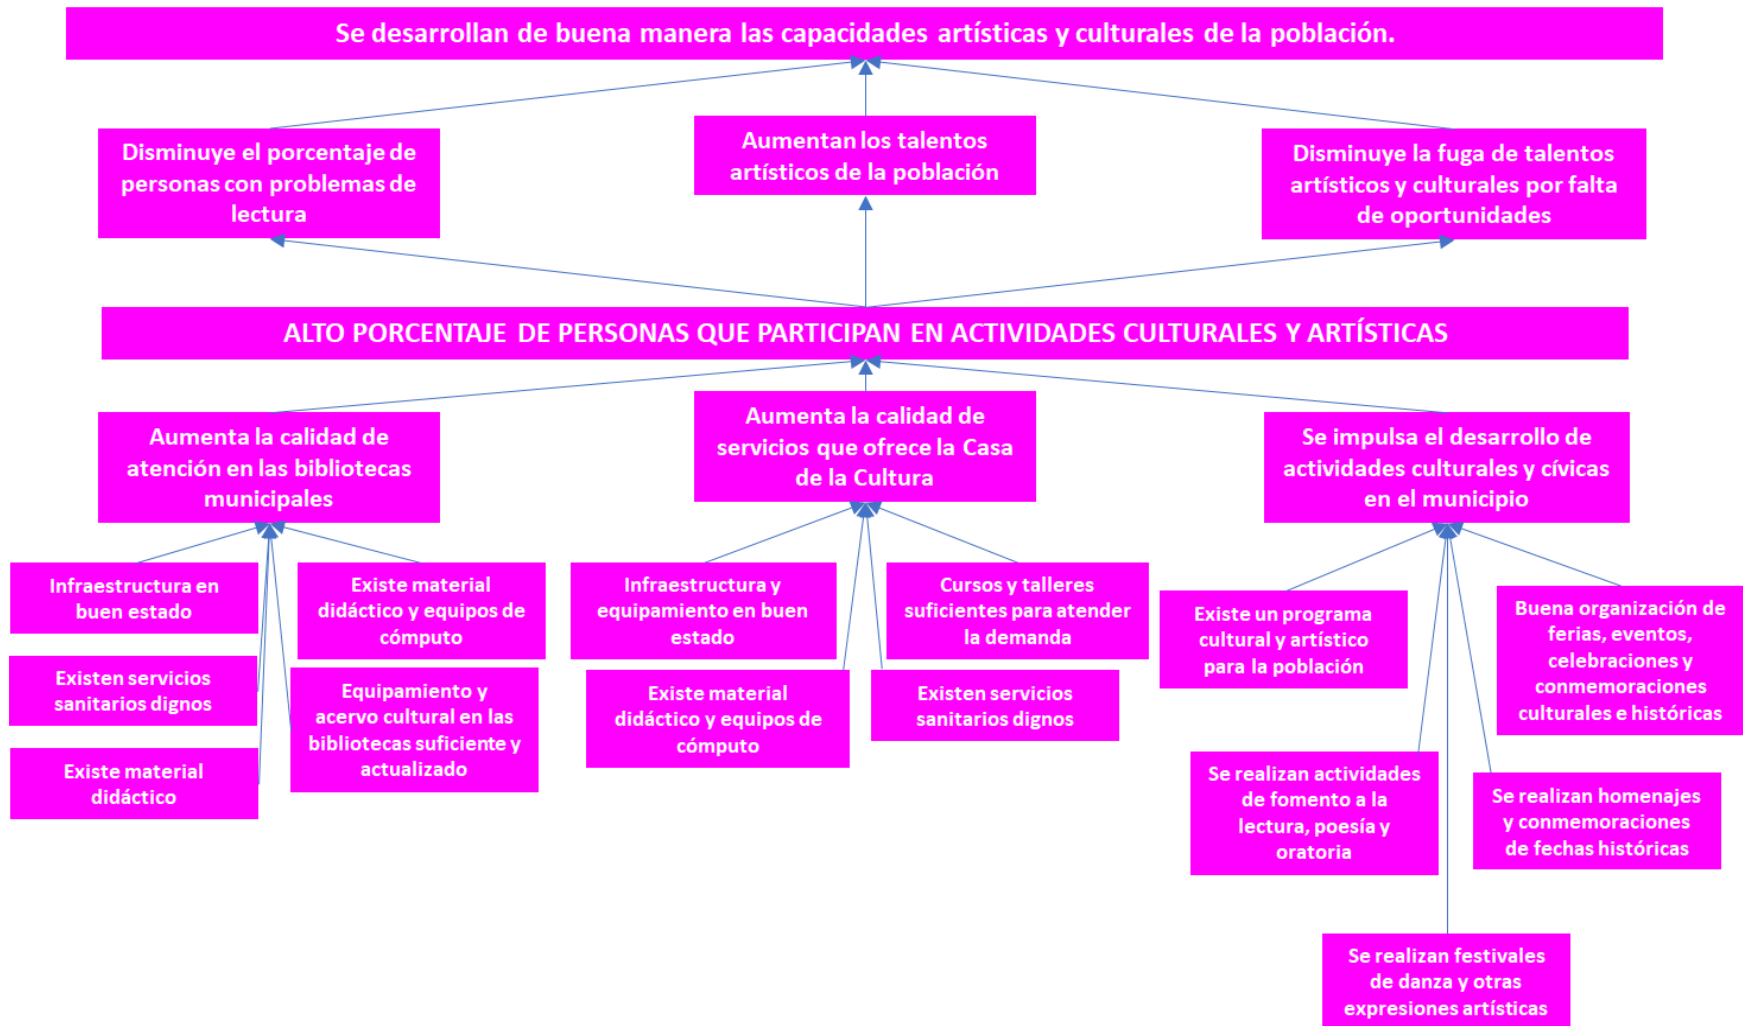 Se desarrollan de buena manera las capacidades artísticas y culturales de la población.
Disminuye el porcentaje de
personas con problemas de
lectura
Aumentan los talentos
artísticos de la población
Disminuye la fuga de talentos
artísticos y culturales por falta
de oportunidades
ALTO PORCENTAJE DE PERSONAS QUE PARTICIPAN EN ACTIVIDADES CULTURALES Y ARTÍSTICAS
Aumenta la calidad de
atención en las bibliotecas
municipales
Aumenta la calidad de
servicios que ofrece la Casa
de la Cultura
Se impulsa el desarrollo de
actividades culturales y cívicas
en el municipio
Infraestructura en
buen estado
Existe material
didáctico y equipos de
cómputo
Existen servicios
sanitarios dignos
Equipamiento y
acervo cultural en las
bibliotecas suficiente y
actualizado
Existe material
didáctico
Infraestructura y
equipamiento en buen
estado
Cursos y talleres
suficientes para atender
la demanda
Existe material
didáctico y equipos de
cómputo
Existen servicios
sanitarios dignos
Existe un programa
cultural y artístico
para la población
Buena organización de
ferias, eventos,
celebraciones y
conmemoraciones
culturales e históricas
Se realizan actividades
de fomento a la
lectura, poesía y
oratoria
Se realizan homenajes
y conmemoraciones
de fechas históricas
Se realizan festivales
de danza y otras
expresiones artísticas